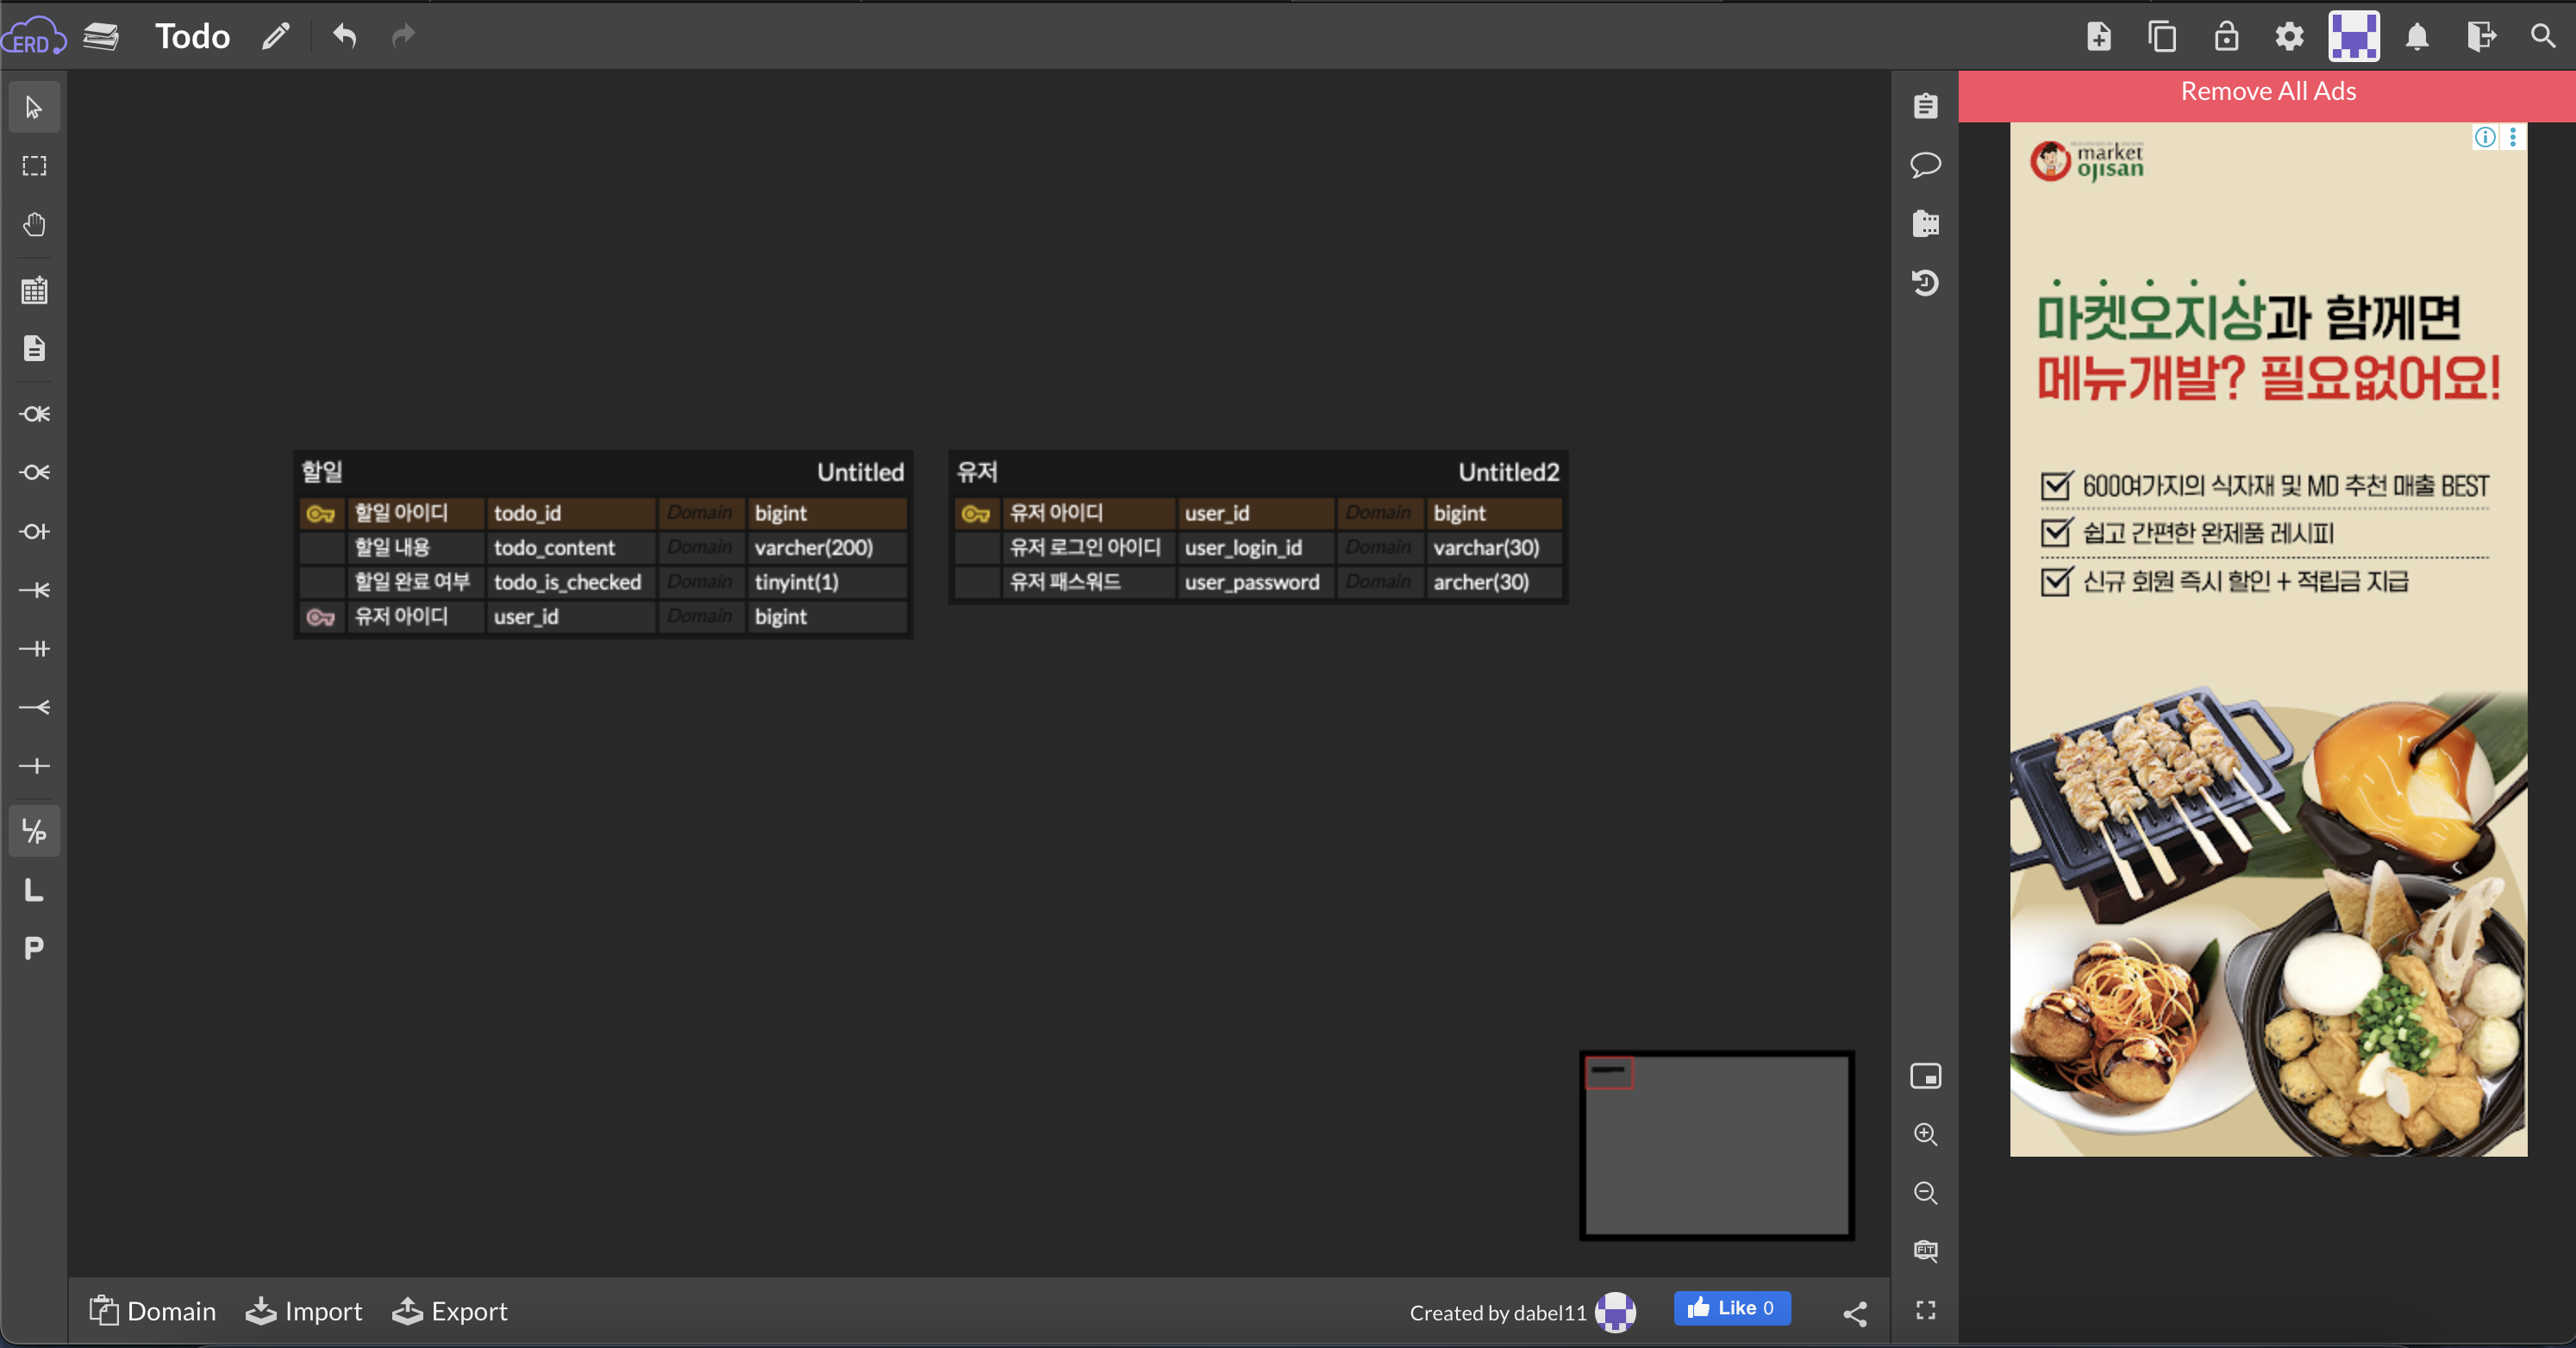 ERD
Todo
Remove All Ads
market
ojisan
마켓오지상과 함께면
메뉴개발? 필요없어요!
6000여가지의 식자재 및 MD 추천 매출 BEST
쉽고 간편한 완제품 레시피
신규 회원 즉시 할인 + 적립금 지급
할일 Untitled
할일 아이디 todo_id Domain bigint
할일 내용 todo_content Domain varcher(200)
할일 완료 여부 todo_is_checked Domain tinyint(1)
유저 아이디 user_id Domain bigint
유저 Untitled2
유저 아이디 user_id Domain bigint
유저 로그인 아이디 user_login_id Domain varchar(30)
유저 패스워드 user_password Domain archer(30)
L/P
L
P
FIT
Domain Import Export
Created by dabel11
Like 0